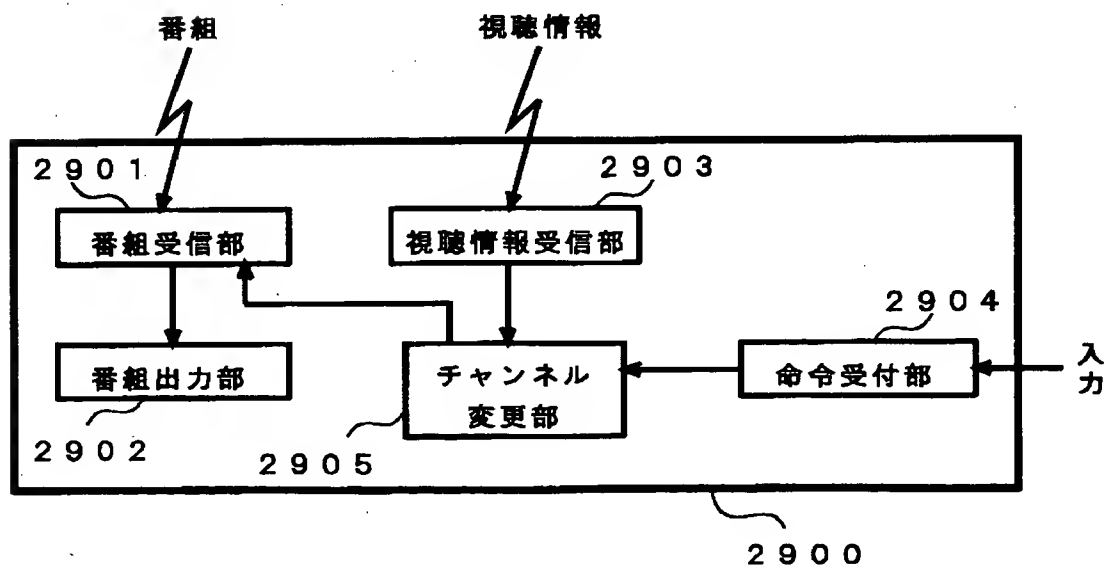 番組
視聴情報
２９０１
２９０３
番組受信部
視聴情報受信部
２９０４
番組出力部
チャンネル
変更部
命令受付部
入力
２９０２
２９０５
２９００